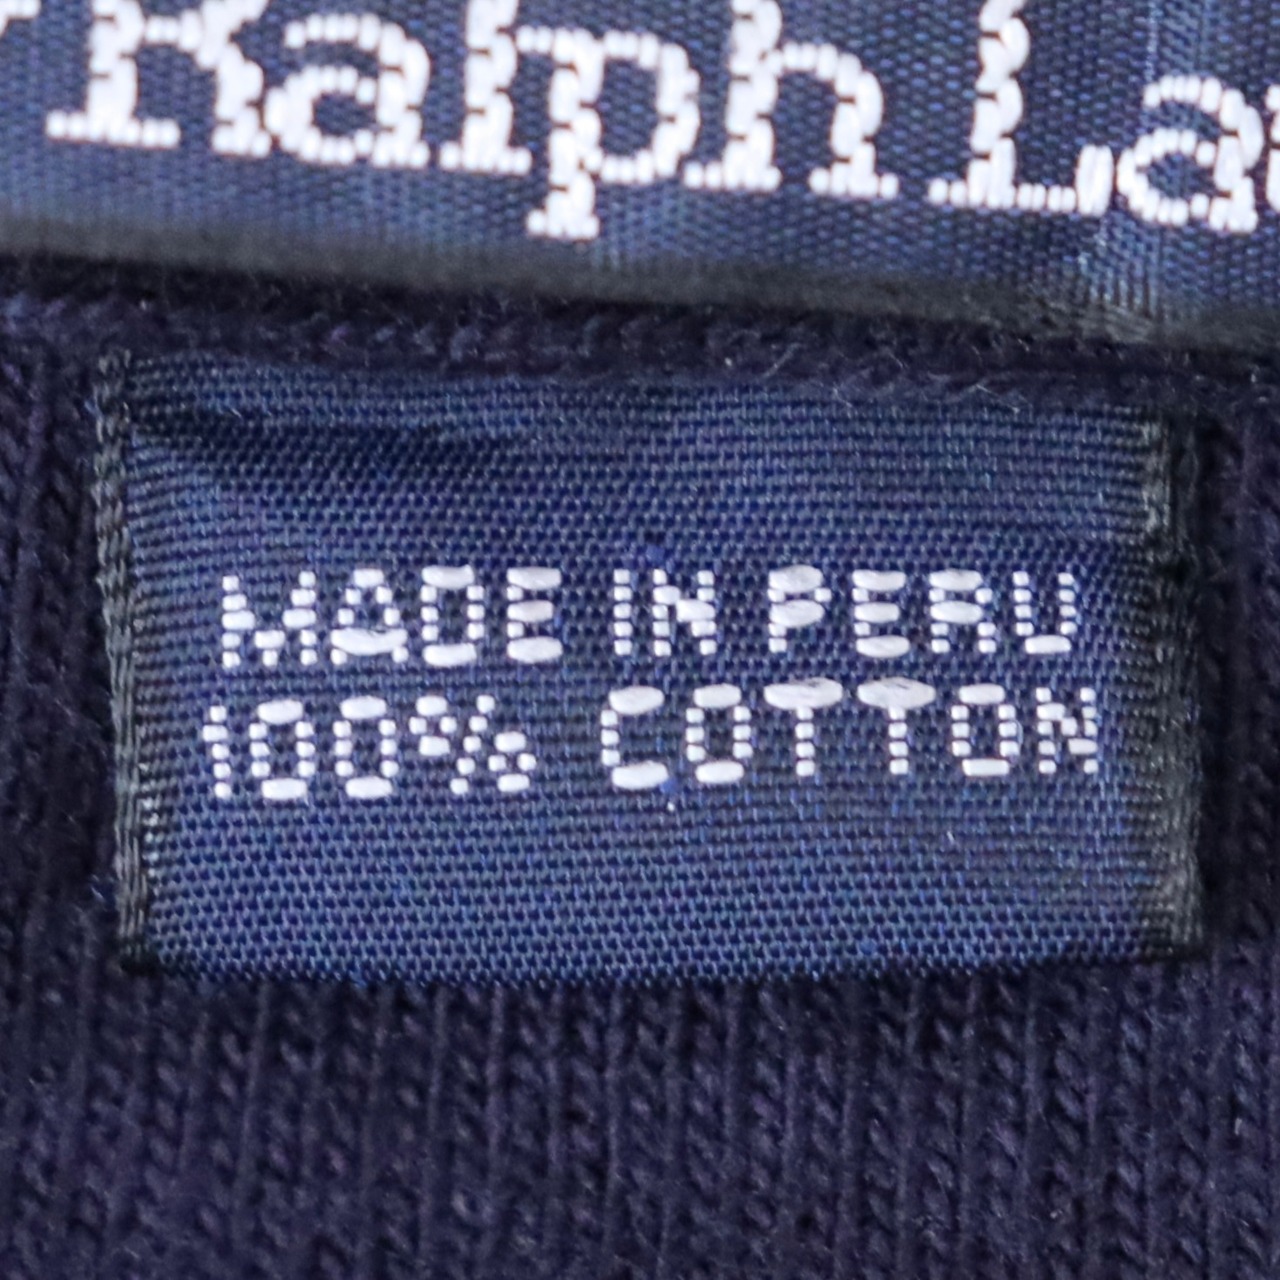 Ralph La
MADE IN PERU
100% COTTON